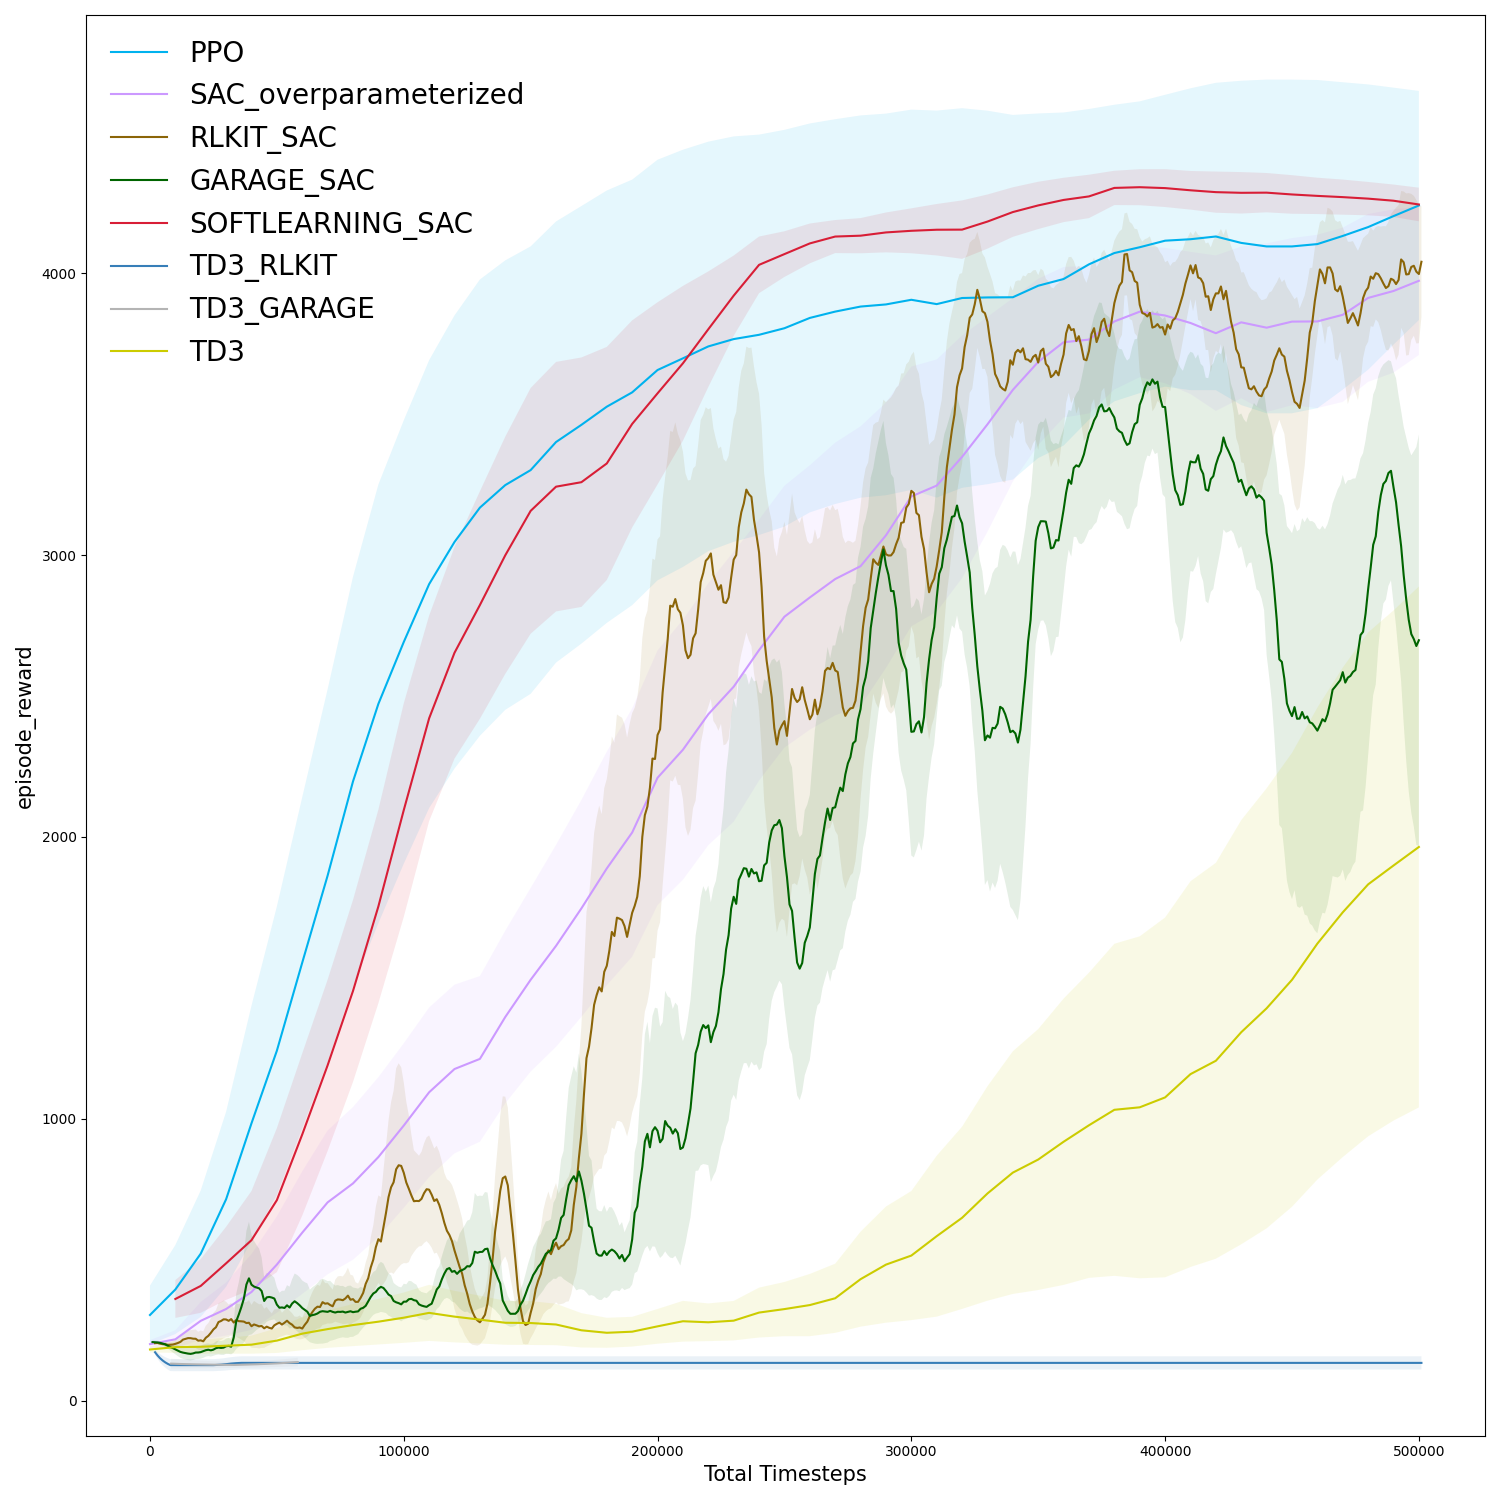 PPO
SAC_overparameterized
RLKIT_SAC
GARAGE_SAC
SOFTLEARNING_SAC
TD3_RLKIT
TD3_GARAGE
TD3
4000
3000
2000
1000
0
episode_reward
0
100000
200000
300000
400000
500000
Total Timesteps